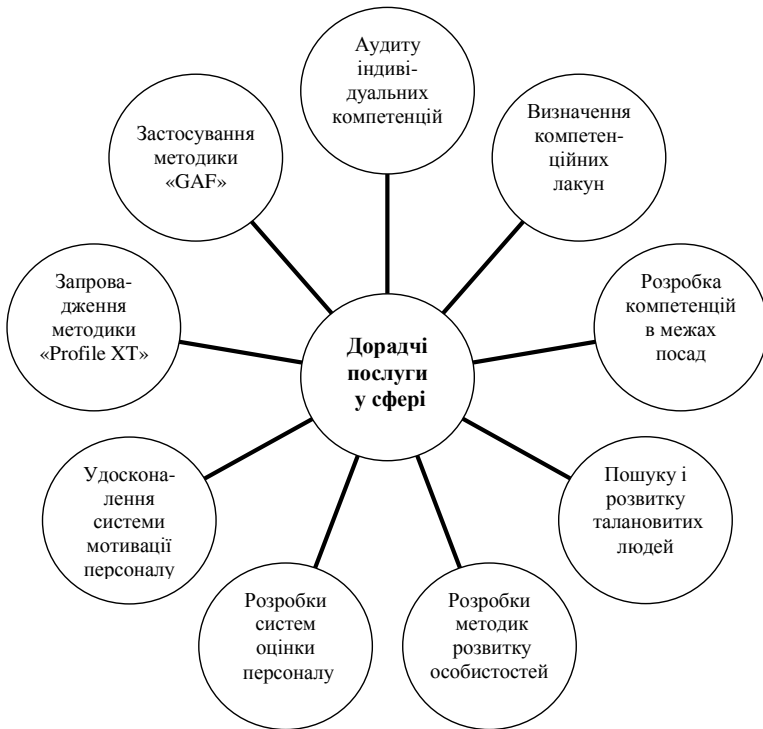 Аудиту
індиві-
дуальних
компетенцій
Визначення
компетен-
ційних
лакун
Розробка
компетенцій
в межах
посад
Пошуку і
розвитку
талановитих
людей
Розробки
методик
розвитку
особистостей
Розробки
систем
оцінки
персоналу
Удоскона-
лення
системи
мотивації
персоналу
Запрова-
дження
методики
«Profile XT»
Застосування
методики
«GAF»
Дорадчі
послуги
у сфері